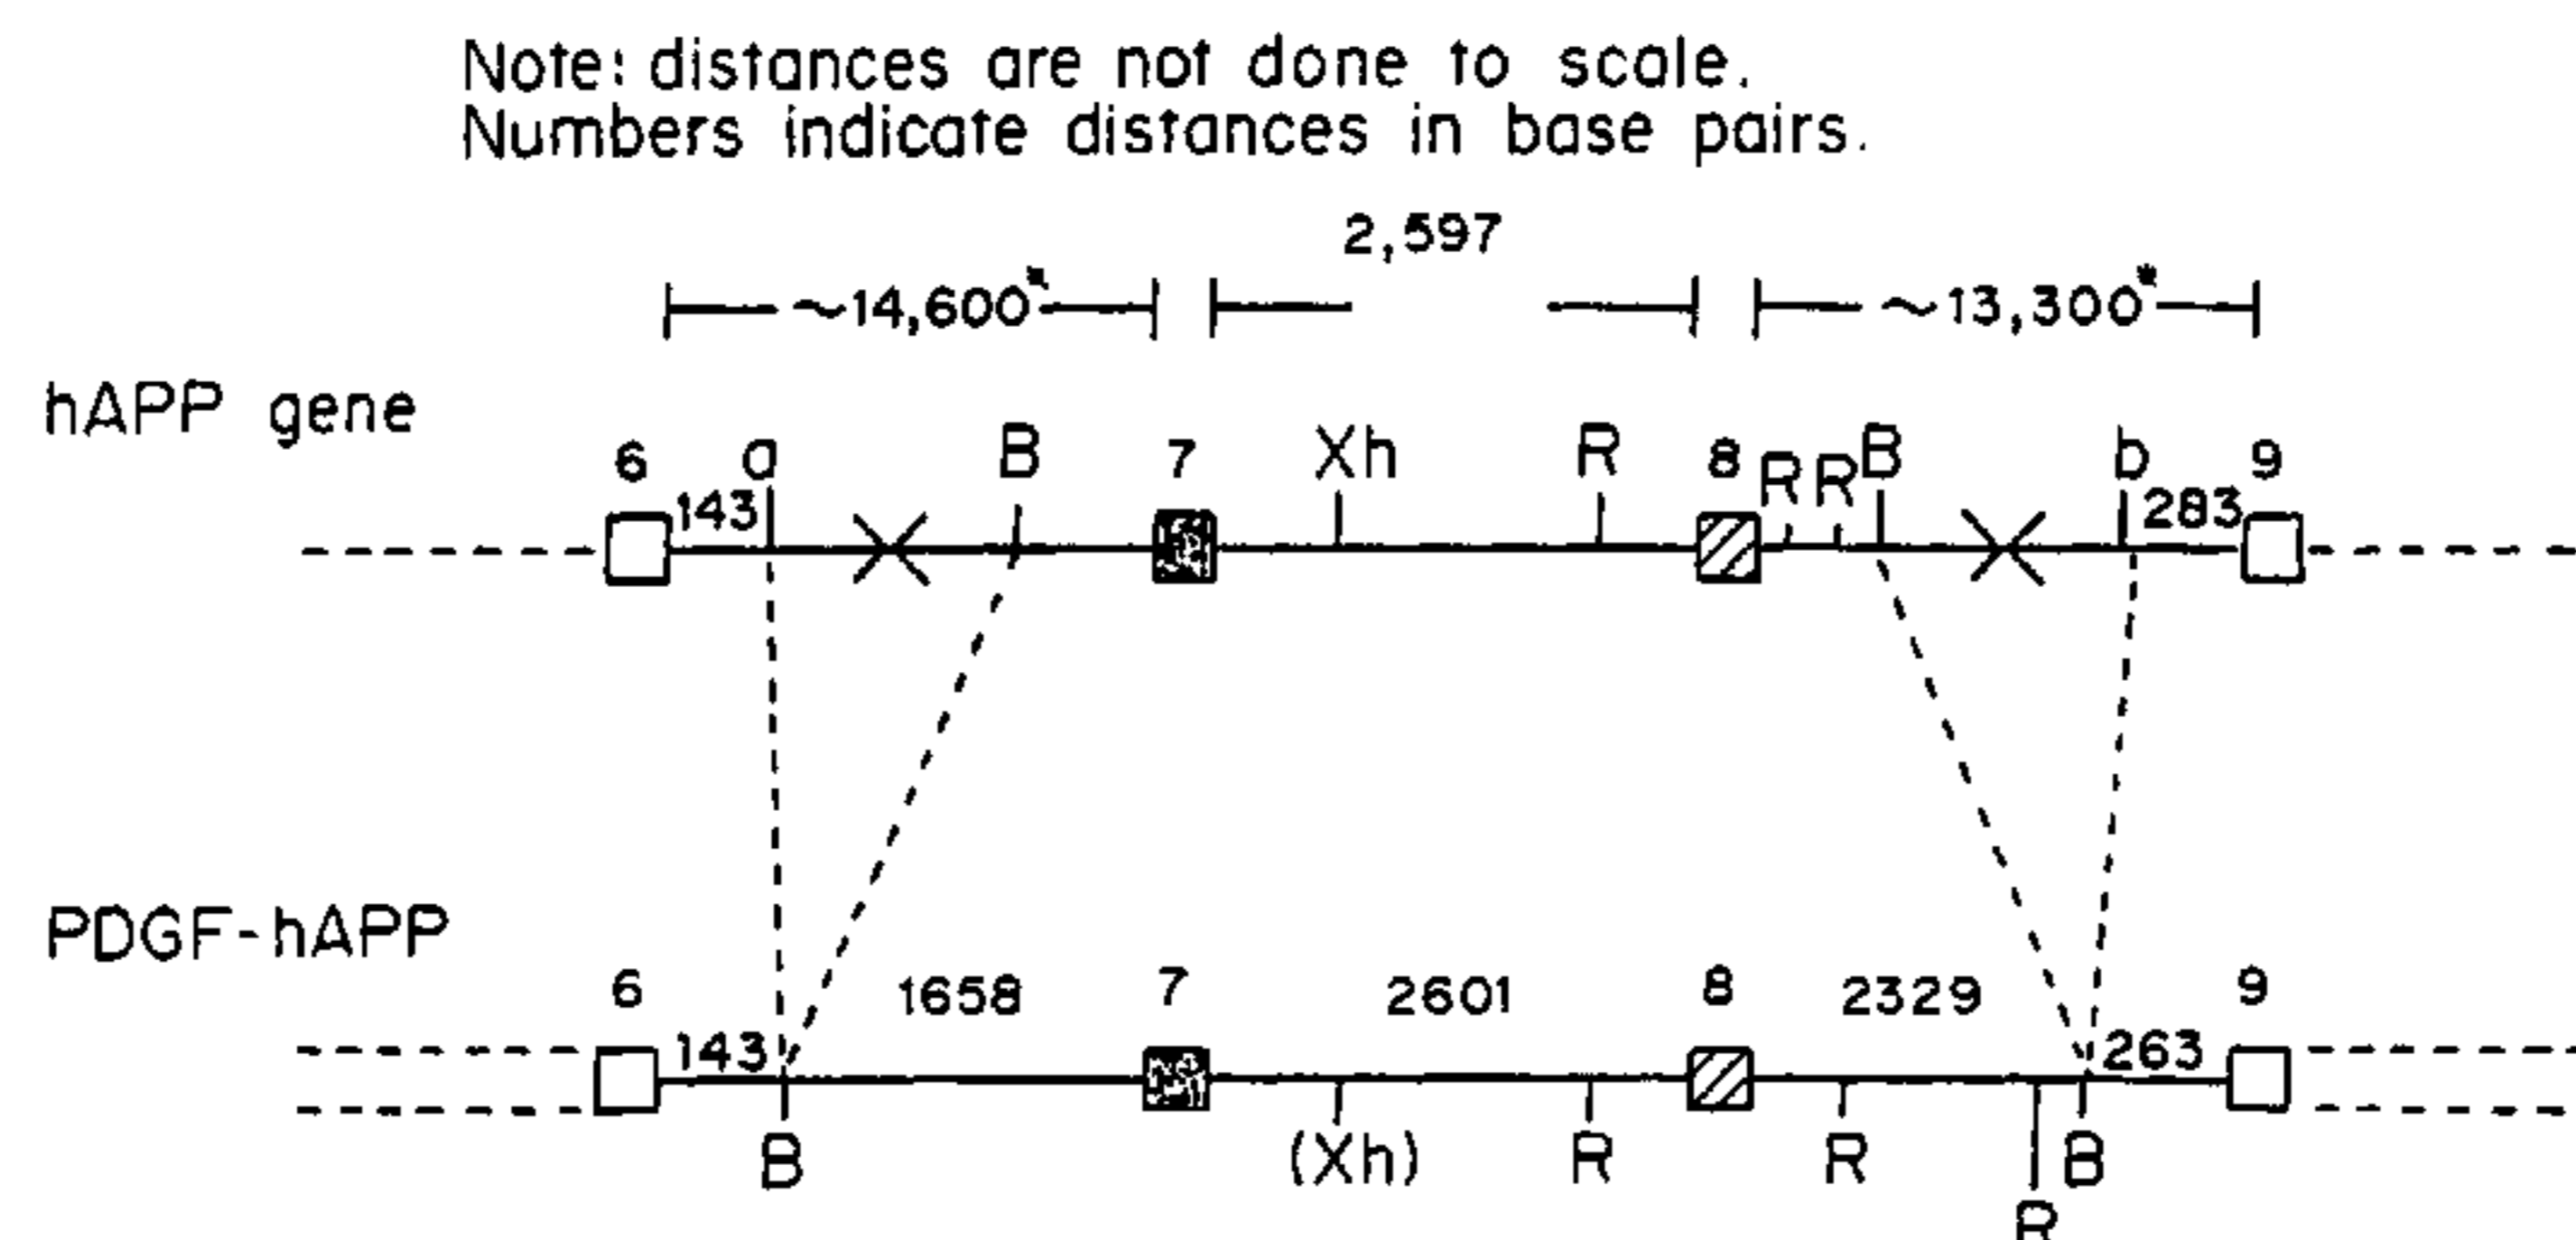 Note: distances are not done to scale.
Numbers indicate distances in base pairs.
2,597
~14,600* ~13,300*
hAPP gene
6 a B 7 Xh R 8 R R B b 9
143 283
PDGF-hAPP
6 1658 7 2601 8 2329 9
143 263
B (Xh) R R B
R